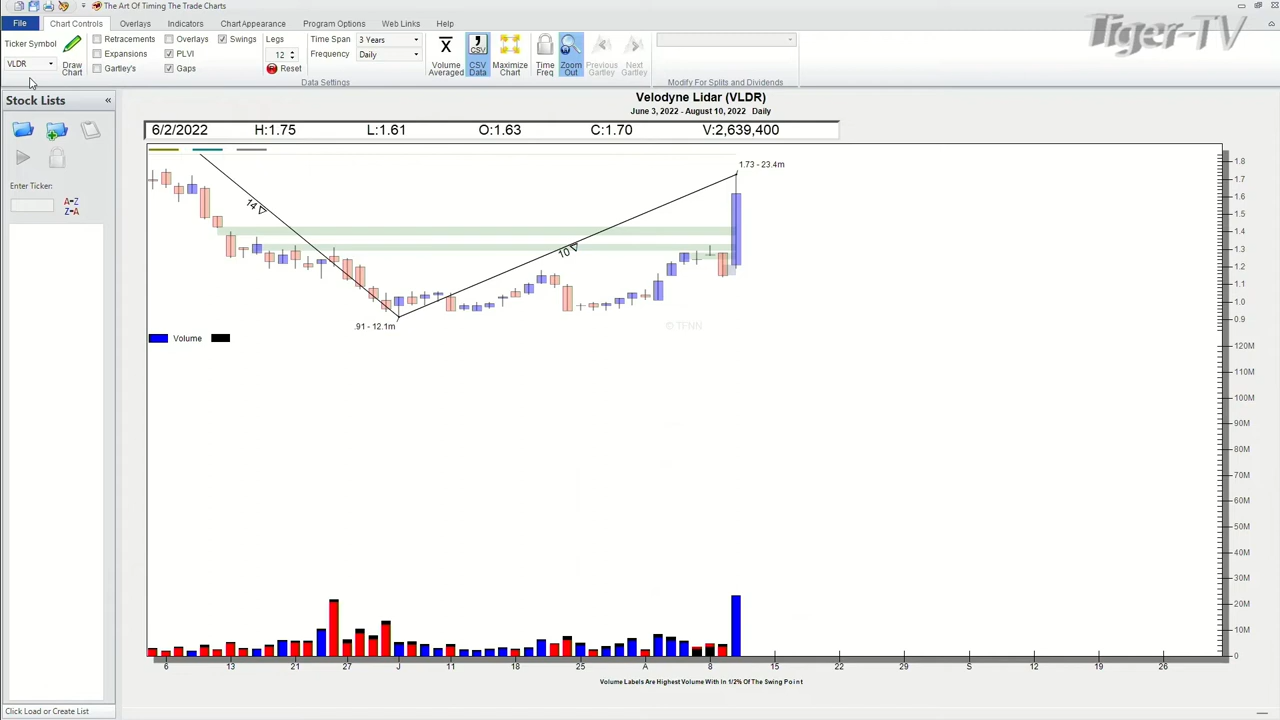 The Art Of Timing The Trade Charts
Tiger-TV
File
Chart Controls
Overlays
Indicators
Chart Appearance
Program Options
Web Links
Help
Ticker Symbol
VLDR
Draw Chart
Retracements
Expansions
Gartley's
Overlays
PLVI
Gaps
Swings
Legs
12
Reset
Time Span
3 Years
Frequency
Daily
Data Settings
Volume Averaged
CSV
CSV Data
Maximize Chart
Time Freq
Zoom Out
Previous Gartley
Next Gartley
Modify For Splits and Dividends
Stock Lists
«
Enter Ticker:
A-Z
Z-A
Click Load or Create List
Velodyne Lidar (VLDR)
June 3, 2022 - August 10, 2022 Daily
6/2/2022 H:1.75 L:1.61 O:1.63 C:1.70 V:2,639,400
1.73 - 23.4m
14
10
.91 - 12.1m
© TFNN
Volume
1.8
1.7
1.6
1.5
1.4
1.3
1.2
1.1
1.0
0.9
120M
110M
100M
90M
80M
70M
60M
50M
40M
30M
20M
10M
0
6 13 21 27 J 11 18 25 A 8 15 22 29 S 12 19 26
Volume Labels Are Highest Volume With In 1/2% Of The Swing Point